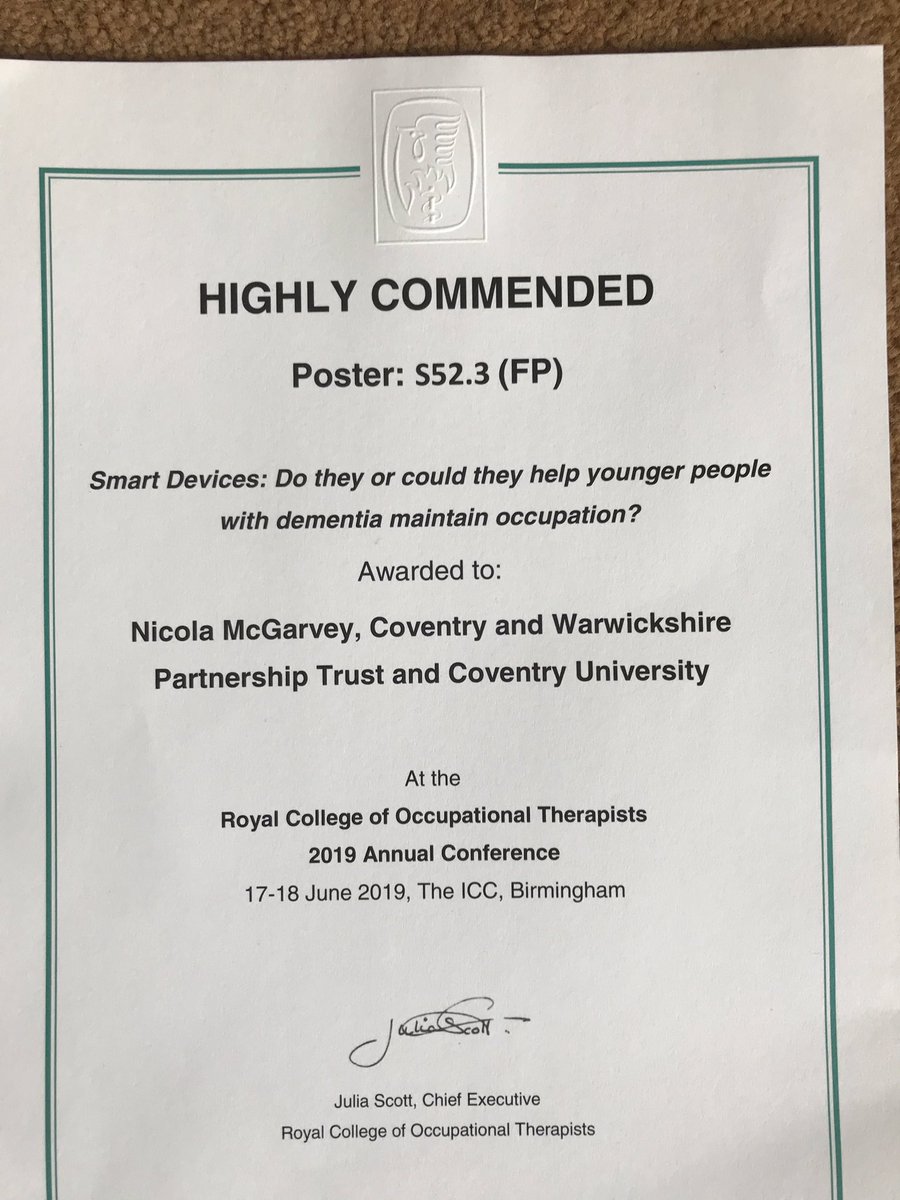 HIGHLY COMMENDED
Poster: S52.3 (FP)
Smart Devices: Do they or could they help younger people
with dementia maintain occupation?
Awarded to:
Nicola McGarvey, Coventry and Warwickshire
Partnership Trust and Coventry University
At the
Royal College of Occupational Therapists
2019 Annual Conference
17-18 June 2019, The ICC, Birmingham
Julia Scott
Julia Scott, Chief Executive
Royal College of Occupational Therapists